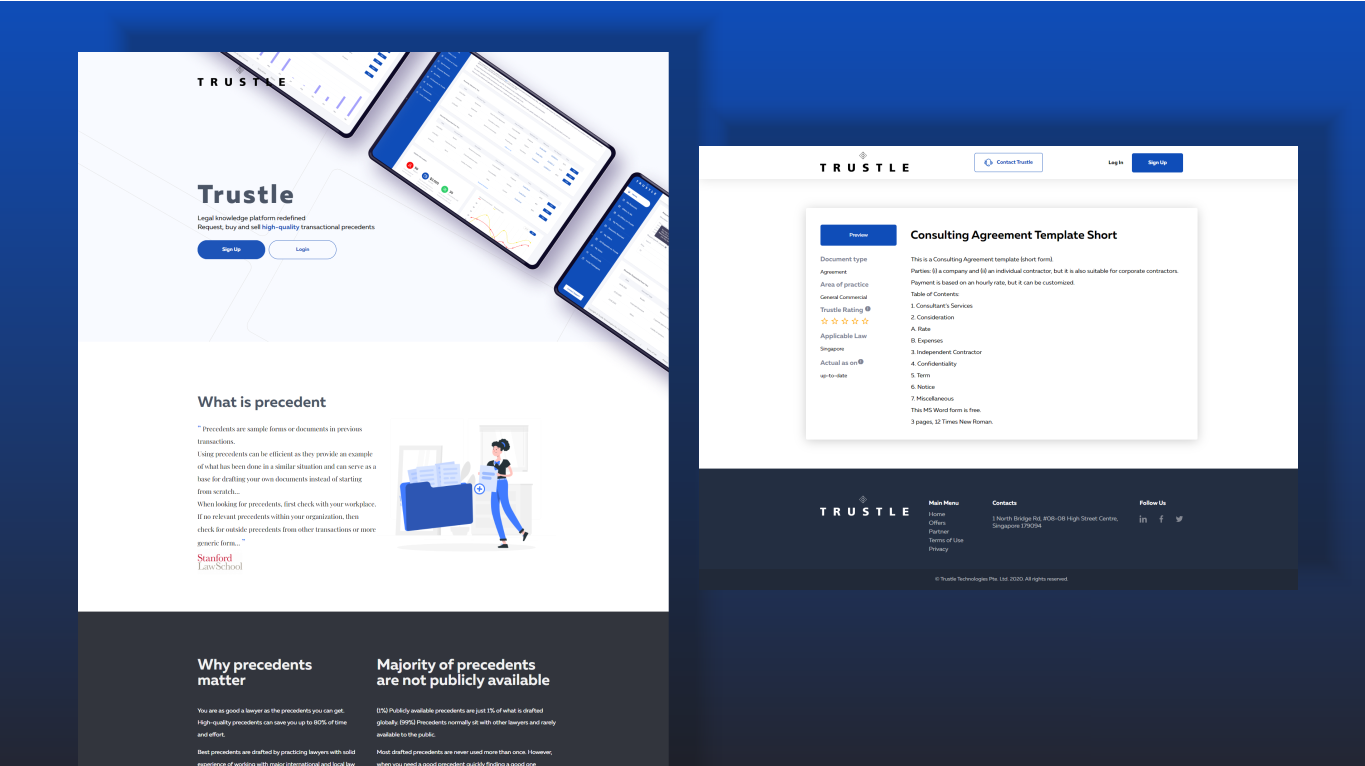 TRUSTLE
Trustle
Legal knowledge platform redefined
Request, buy and sell high-quality transactional precedents
Sign Up
Login
What is precedent
" Precedents are sample forms or documents in previous
transactions.
Using precedents can be efficient as they provide an example
of what has been done in a similar situation and can serve as a
base for drafting your own documents instead of starting
from scratch...
When looking for precedents, first check with your workplace.
If no relevant precedents within your organization, then
check for outside precedents from other transactions or more
generic form... "
Stanford
LawSchool
Why precedents
matter
You are as good a lawyer as the precedents you can get.
High-quality precedents can save you up to 80% of time
and effort.
Best precedents are drafted by practicing lawyers with solid
experience of working with major international and local law
Majority of precedents
are not publicly available
(1%) Publicly available precedents are just 1% of what is drafted
globally. (99%) Precedents normally sit with other lawyers and rarely
available to the public.
Most drafted precedents are never used more than once. However,
when you need a good precedent quickly finding a good one
TRUSTLE
Contact Trustle
Log In
Sign Up
Preview
Document type
Agreement
Area of practice
General Commercial
Trustle Rating
Applicable Law
Singapore
Actual as on
up-to-date
Consulting Agreement Template Short
This is a Consulting Agreement template (short form).
Parties: (i) a company and (ii) an individual contractor, but it is also suitable for corporate contractors.
Payment is based on an hourly rate, but it can be customized.
Table of Contents:
1. Consultant's Services
2. Consideration
A. Rate
B. Expenses
3. Independent Contractor
4. Confidentiality
5. Term
6. Notice
7. Miscellaneous
This MS Word form is free.
3 pages, 12 Times New Roman.
TRUSTLE
Main Menu
Home
Offers
Partner
Terms of Use
Privacy
Contacts
1 North Bridge Rd, #08-08 High Street Centre,
Singapore 179094
Follow Us
© Trustle Technologies Pte. Ltd. 2020. All rights reserved.